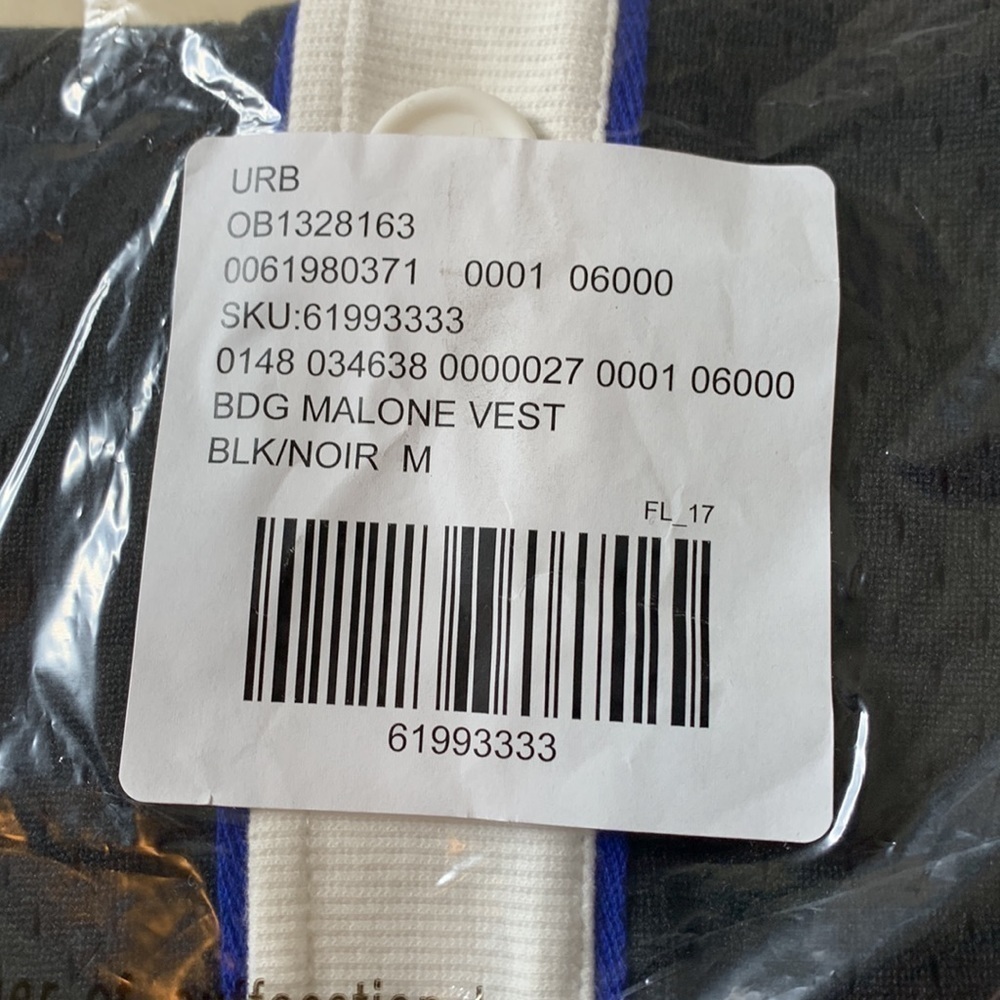 URB
OB1328163
0061980371 0001 06000
SKU:61993333
0148 034638 0000027 0001 06000
BDG MALONE VEST
BLK/NOIR M
FL_17
61993333